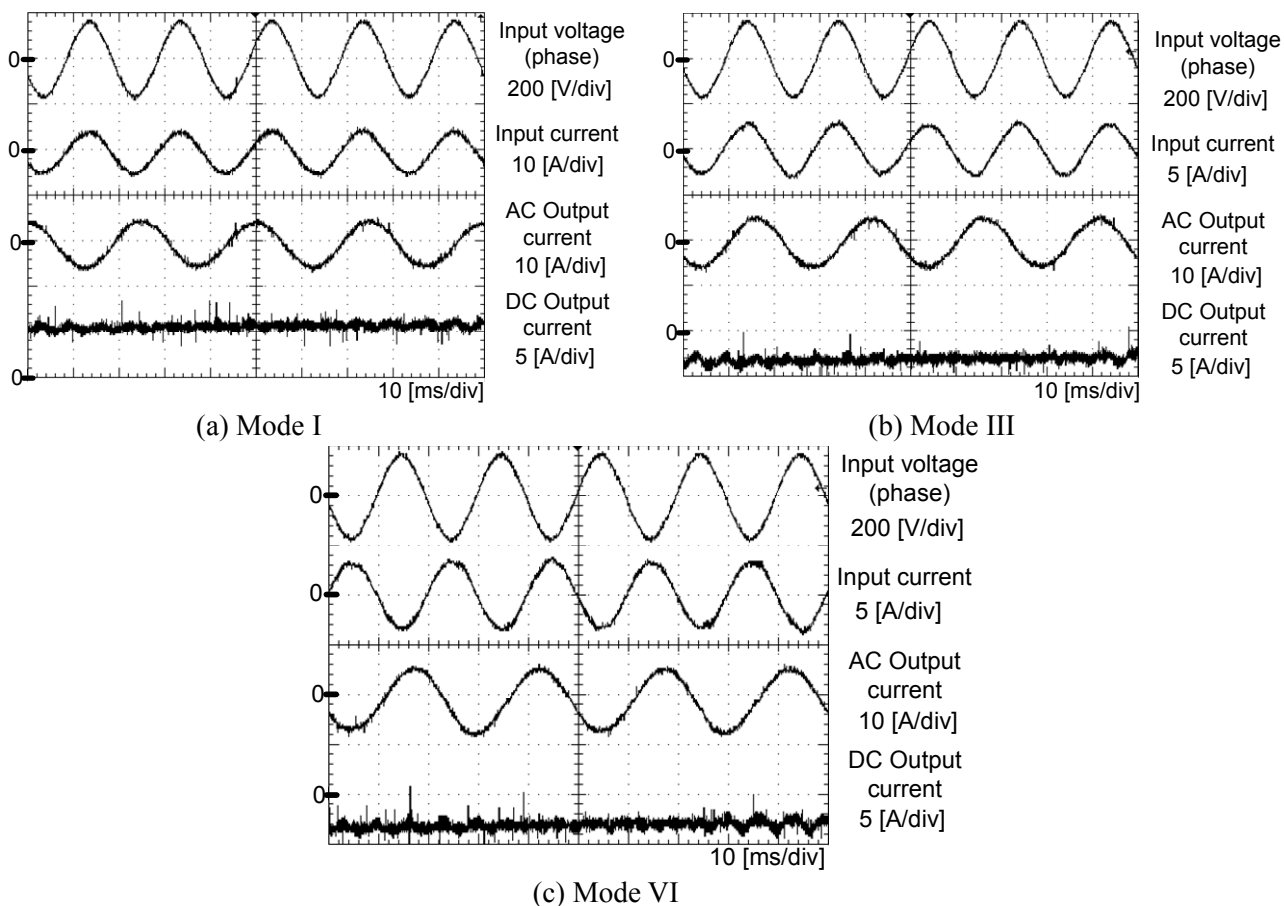 0
Input voltage
(phase)
200 [V/div]
0
Input current
10 [A/div]
0
AC Output
current
10 [A/div]
0
DC Output
current
5 [A/div]
10 [ms/div]
(a) Mode I
0
Input voltage
(phase)
200 [V/div]
0
Input current
5 [A/div]
0
AC Output
current
10 [A/div]
0
DC Output
current
5 [A/div]
10 [ms/div]
(b) Mode III
0
Input voltage
(phase)
200 [V/div]
0
Input current
5 [A/div]
0
AC Output
current
10 [A/div]
0
DC Output
current
5 [A/div]
10 [ms/div]
(c) Mode VI